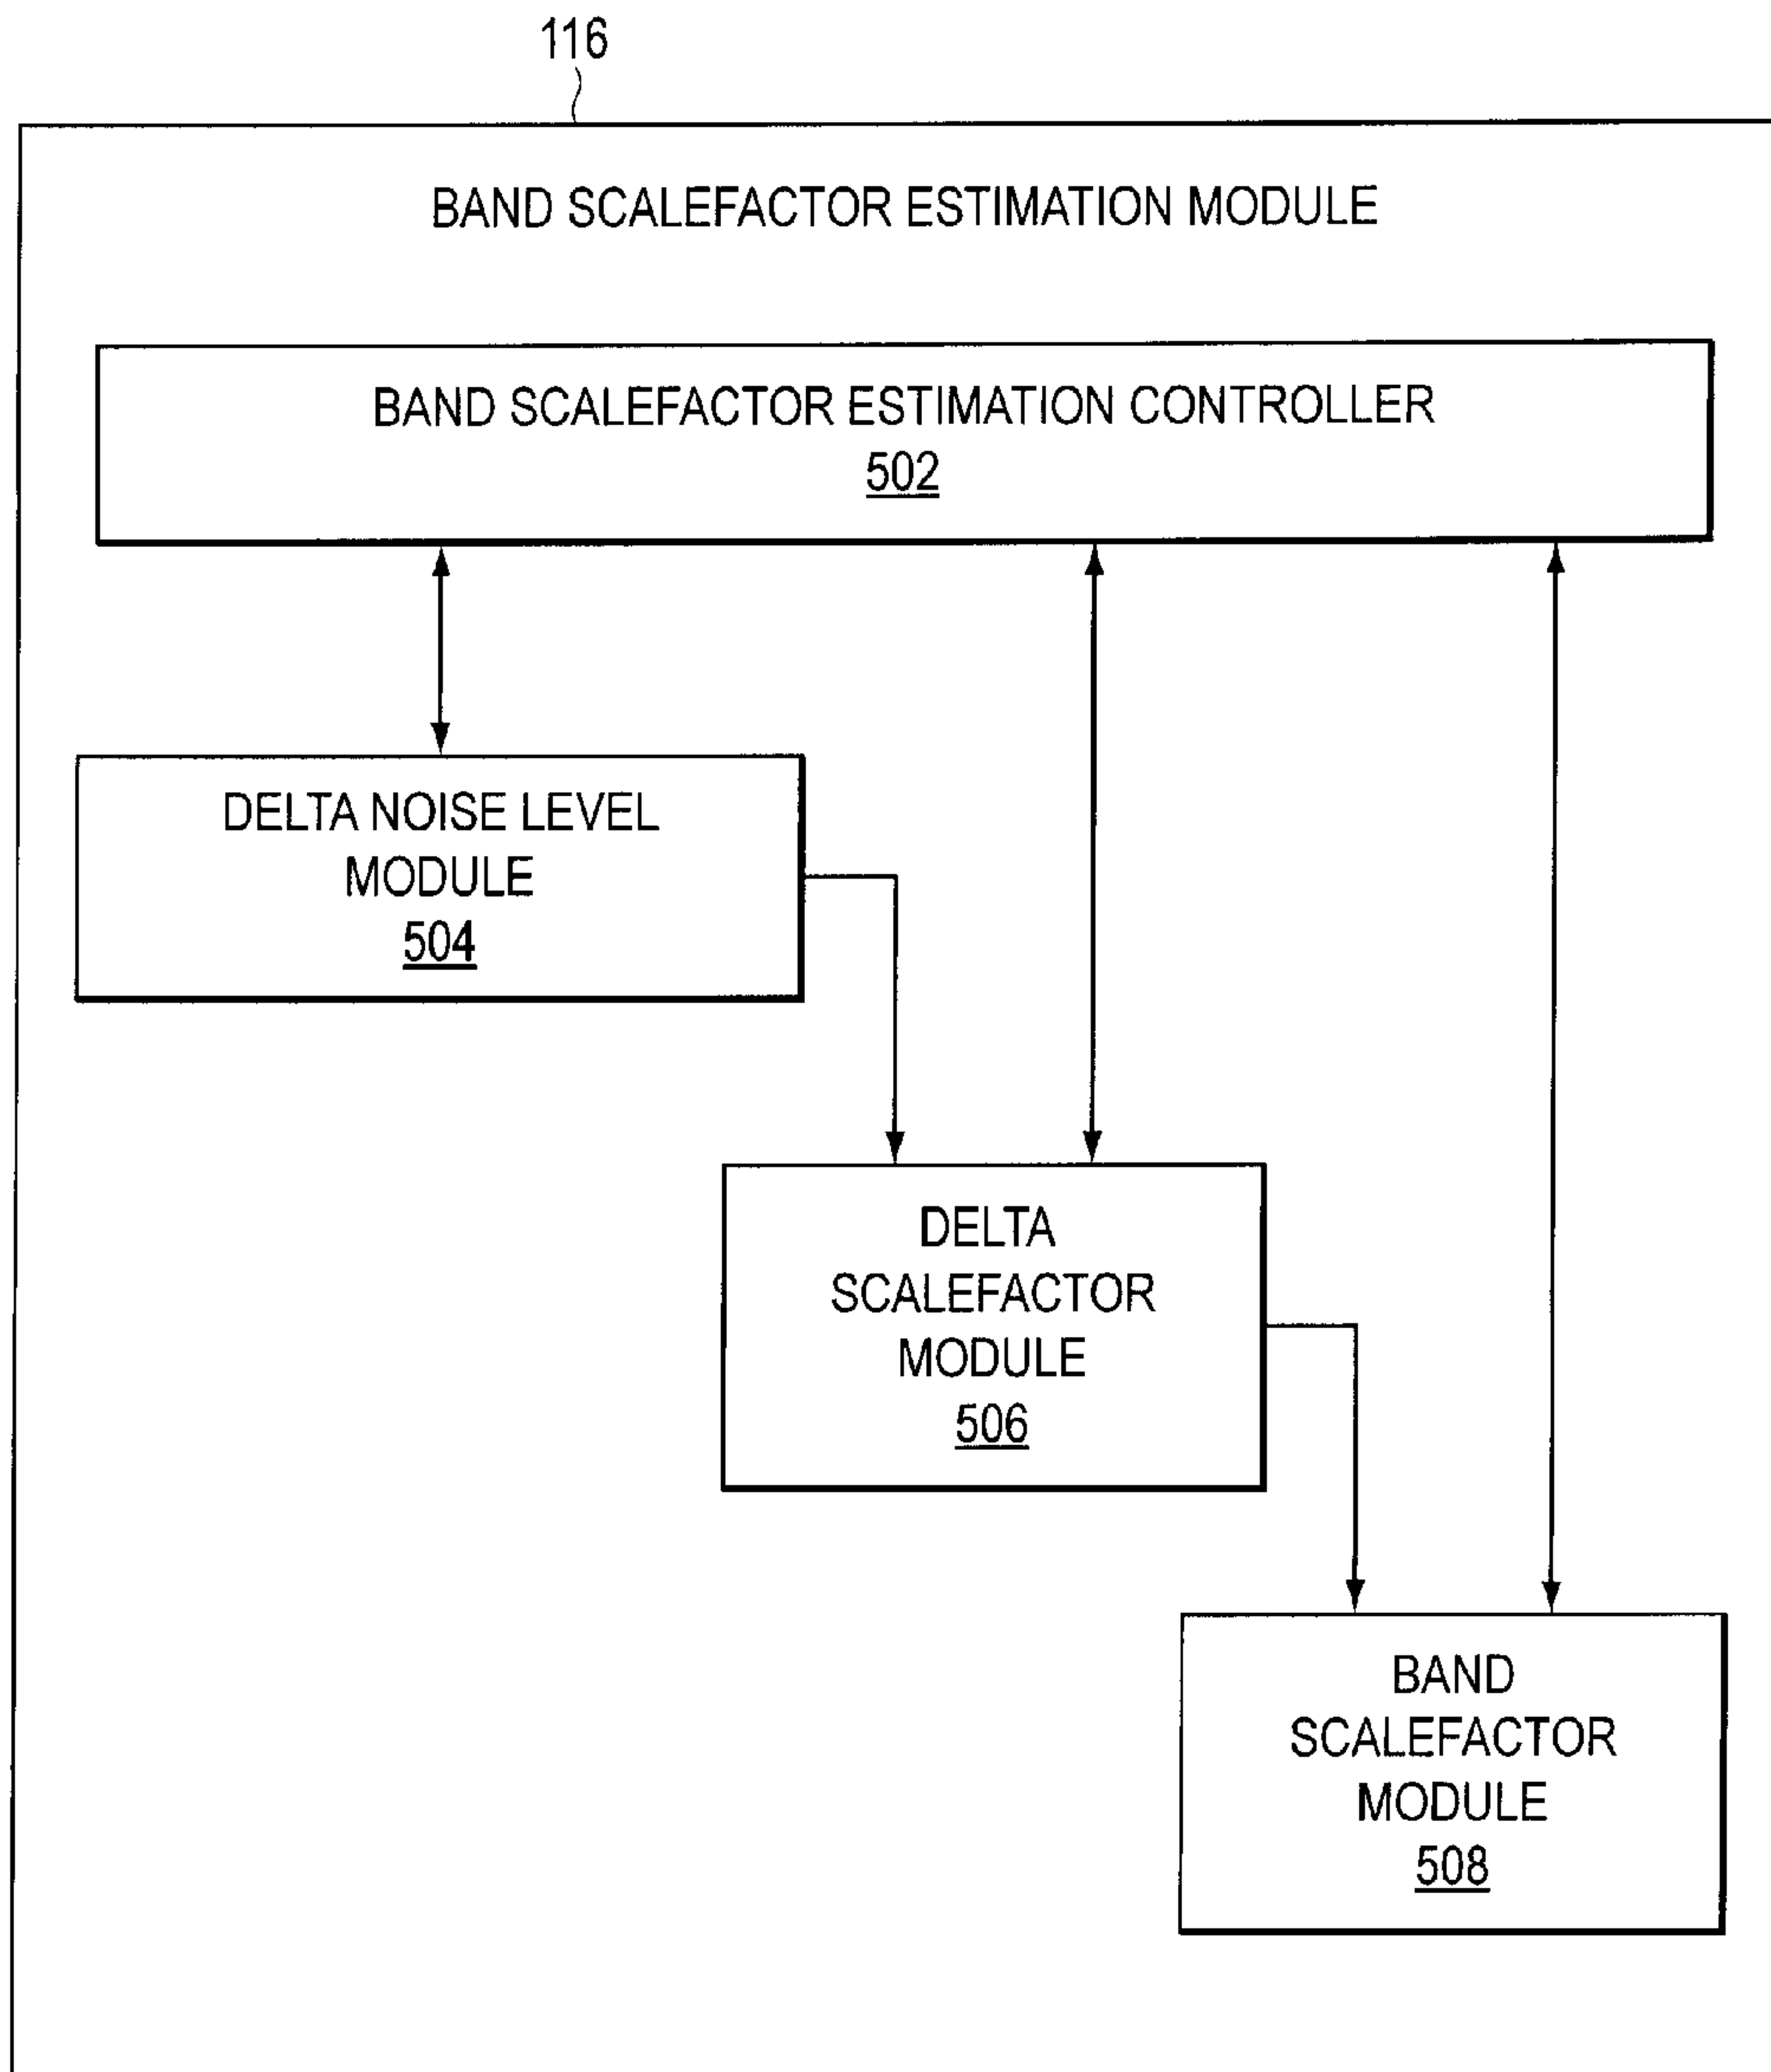 116
BAND SCALEFACTOR ESTIMATION MODULE
BAND SCALEFACTOR ESTIMATION CONTROLLER
502
DELTA NOISE LEVEL
MODULE
504
DELTA
SCALEFACTOR
MODULE
506
BAND
SCALEFACTOR
MODULE
508